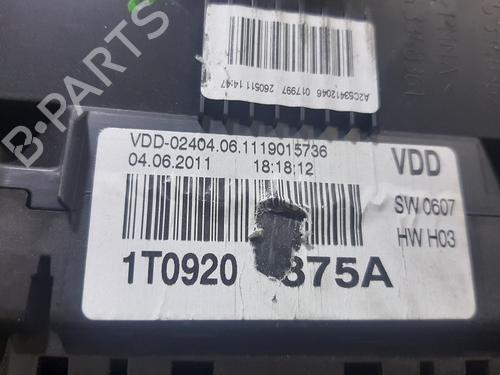 A2C53412046 017997 260511 14:47
VDD-02404.06.1119015736
04.06.2011 18:18:12
VDD
SW 0607
HW H03
1T0920 875A
B-PARTS